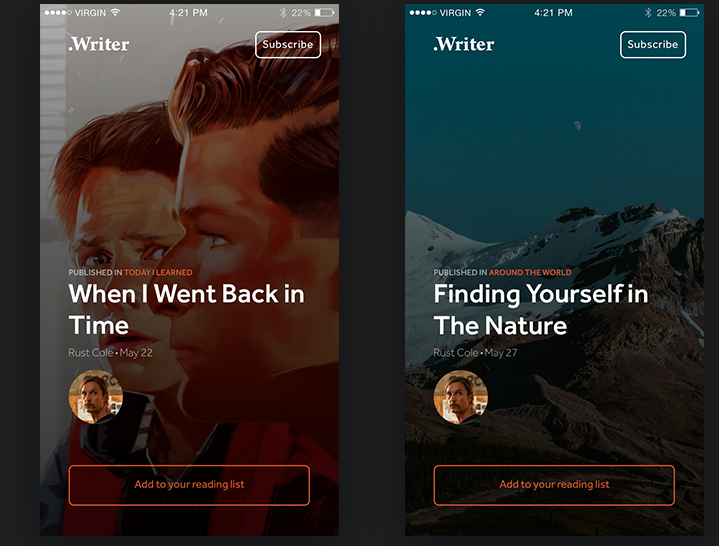 VIRGIN 4:21 PM 22%
.Writer Subscribe
PUBLISHED IN TODAY I LEARNED
When I Went Back in
Time
Rust Cole • May 22
Add to your reading list
VIRGIN 4:21 PM 22%
.Writer Subscribe
PUBLISHED IN AROUND THE WORLD
Finding Yourself in
The Nature
Rust Cole • May 27
Add to your reading list